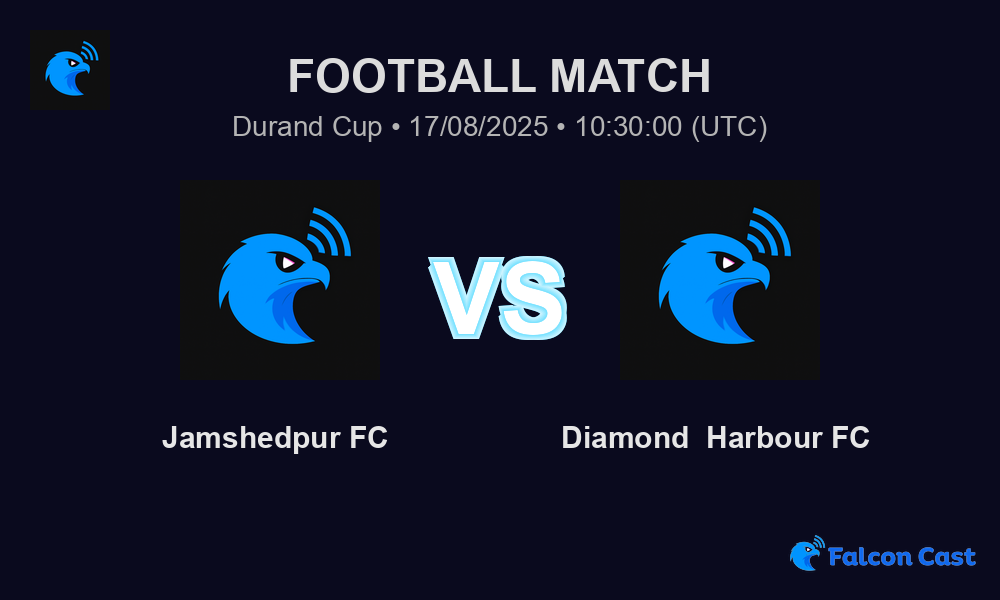 FOOTBALL MATCH
Durand Cup • 17/08/2025 • 10:30:00 (UTC)
VS
Jamshedpur FC
Diamond  Harbour FC
Falcon Cast